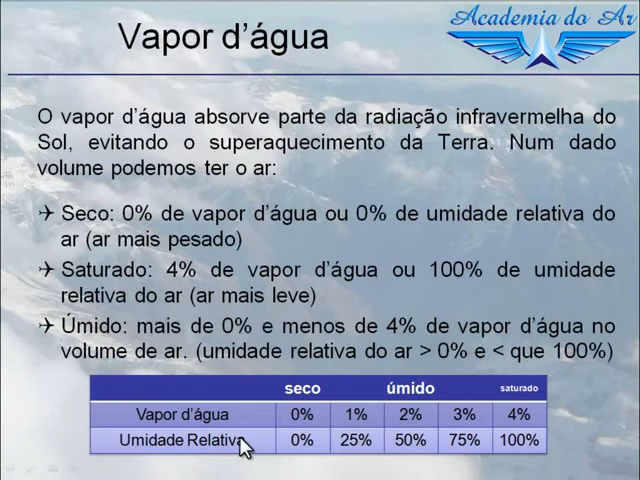 Vapor d'água
Academia do Ar
O vapor d'água absorve parte da radiação infravermelha do
Sol, evitando o superaquecimento da Terra. Num dado
volume podemos ter o ar:
Seco: 0% de vapor d'água ou 0% de umidade relativa do
ar (ar mais pesado)
Saturado: 4% de vapor d'água ou 100% de umidade
relativa do ar (ar mais leve)
Úmido: mais de 0% e menos de 4% de vapor d'água no
volume de ar. (umidade relativa do ar > 0% e < que 100%)
seco úmido saturado
Vapor d'água 0% 1% 2% 3% 4%
Umidade Relativa 0% 25% 50% 75% 100%